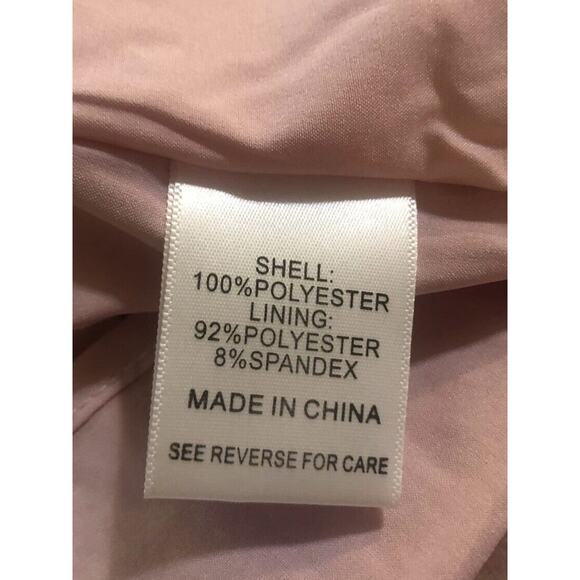 SHELL:
100%POLYESTER
LINING:
92%POLYESTER
8%SPANDEX
MADE IN CHINA
SEE REVERSE FOR CARE